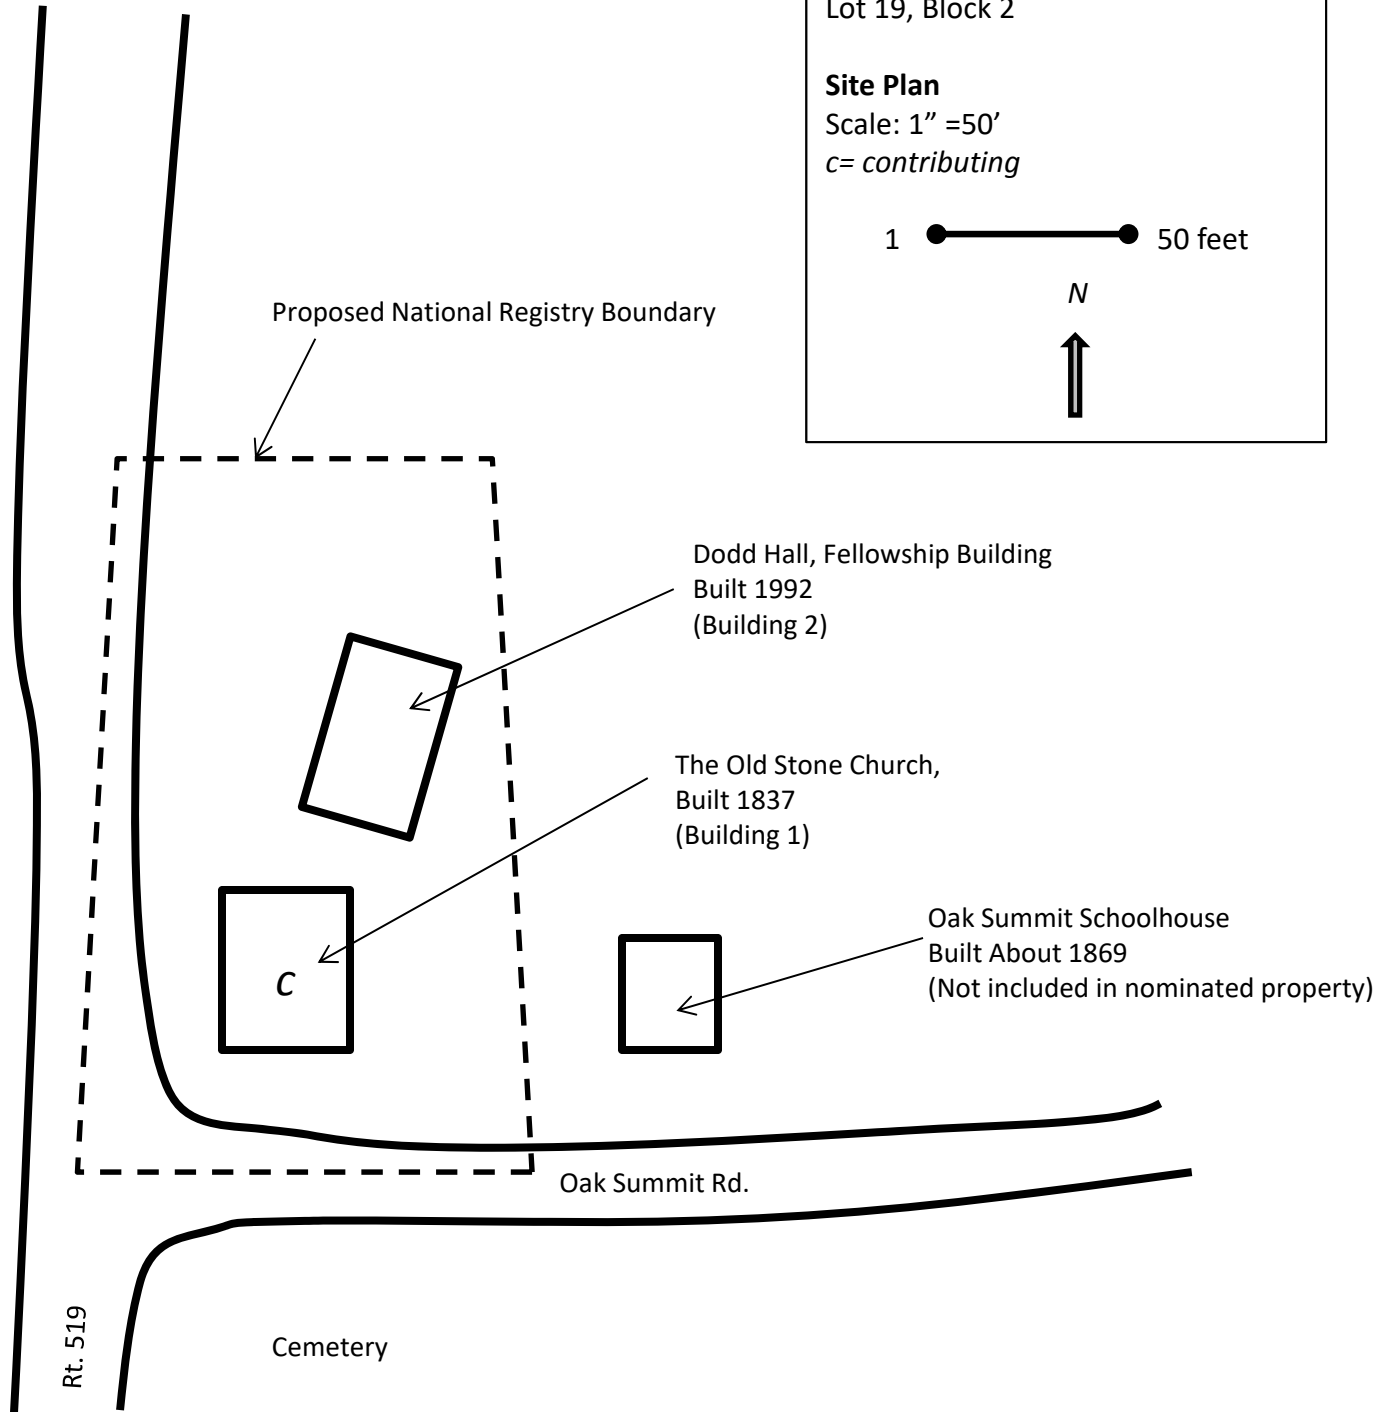 Lot 19, Block 2
Site Plan
Scale: 1” =50’
c= contributing
1 50 feet
N
Proposed National Registry Boundary
Dodd Hall, Fellowship Building
Built 1992
(Building 2)
The Old Stone Church,
Built 1837
(Building 1)
Oak Summit Schoolhouse
Built About 1869
(Not included in nominated property)
c
Oak Summit Rd.
Rt. 519
Cemetery